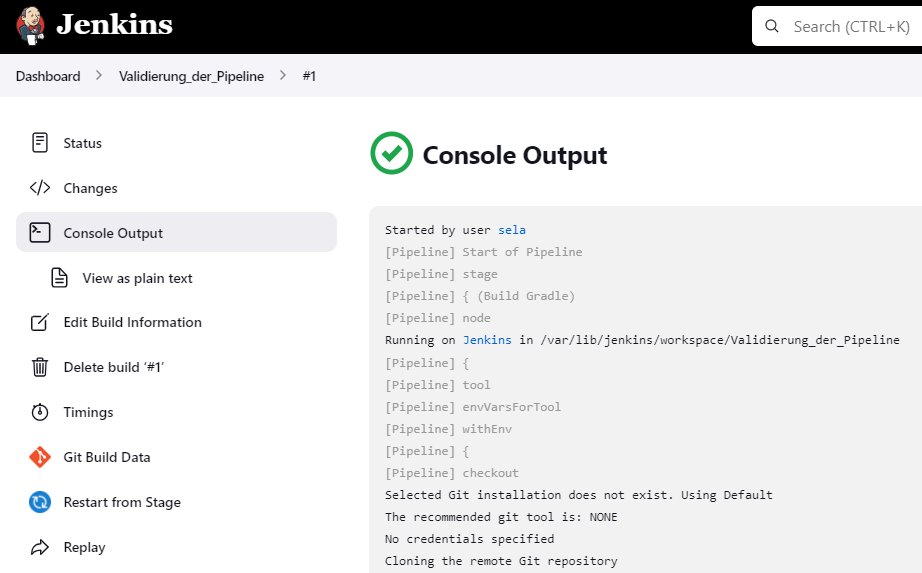 Jenkins
Search (CTRL+K)
Dashboard > Validierung_der_Pipeline > #1
Status
Changes
Console Output
View as plain text
Edit Build Information
Delete build ‘#1’
Timings
Git Build Data
Restart from Stage
Replay
Console Output
Started by user sela
[Pipeline] Start of Pipeline
[Pipeline] stage
[Pipeline] { (Build Gradle)
[Pipeline] node
Running on Jenkins in /var/lib/jenkins/workspace/Validierung_der_Pipeline
[Pipeline] {
[Pipeline] tool
[Pipeline] envVarsForTool
[Pipeline] withEnv
[Pipeline] {
[Pipeline] checkout
Selected Git installation does not exist. Using Default
The recommended git tool is: NONE
No credentials specified
Cloning the remote Git repository